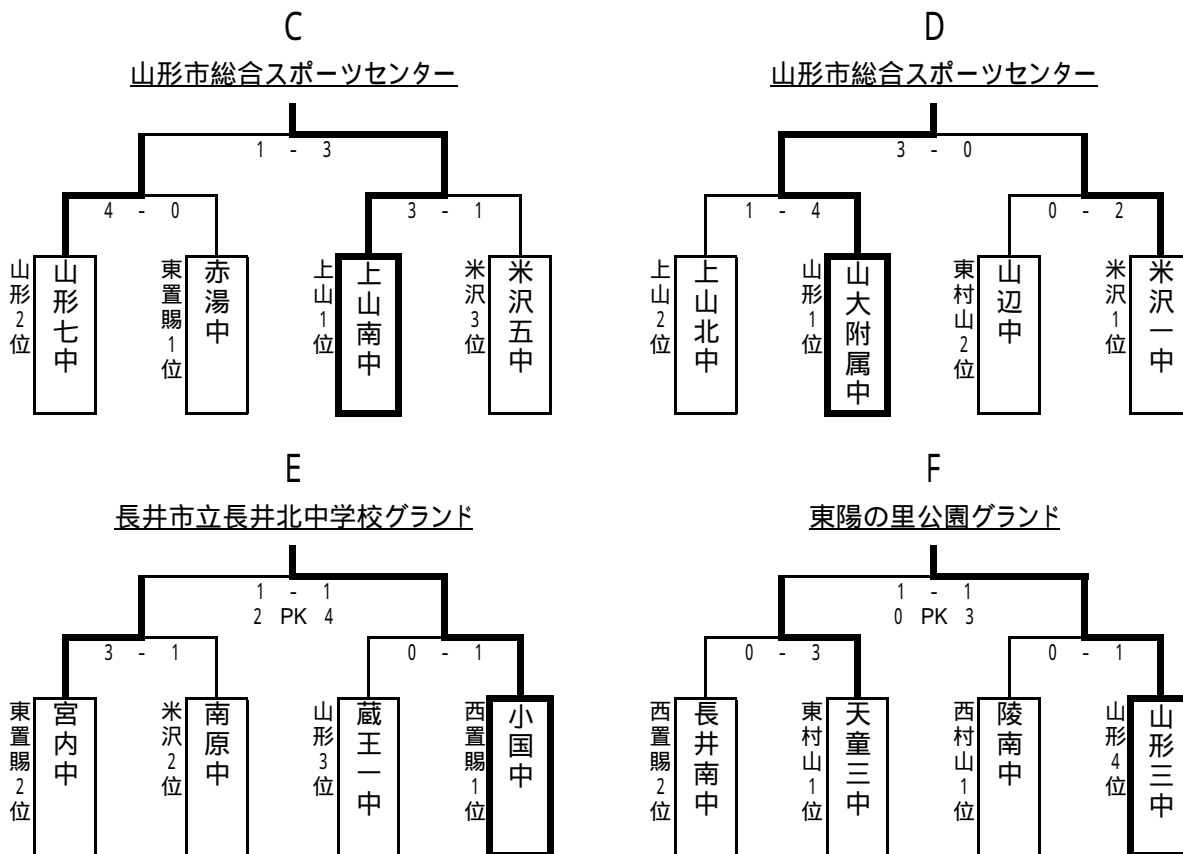 C
山形市総合スポーツセンター
1 - 3
4 - 0
3 - 1
山形2位
山形七中
東置賜1位
赤湯中
上山1位
上山南中
米沢3位
米沢五中
D
山形市総合スポーツセンター
3 - 0
1 - 4
0 - 2
上山2位
上山北中
山形1位
山大附属中
東村山2位
山辺中
米沢1位
米沢一中
E
長井市立長井北中学校グランド
1 - 1
2 PK 4
3 - 1
0 - 1
東置賜2位
宮内中
米沢2位
南原中
山形3位
蔵王一中
西置賜1位
小国中
F
東陽の里公園グランド
1 - 1
0 PK 3
0 - 3
0 - 1
西置賜2位
長井南中
東村山1位
天童三中
西村山1位
陵南中
山形4位
山形三中